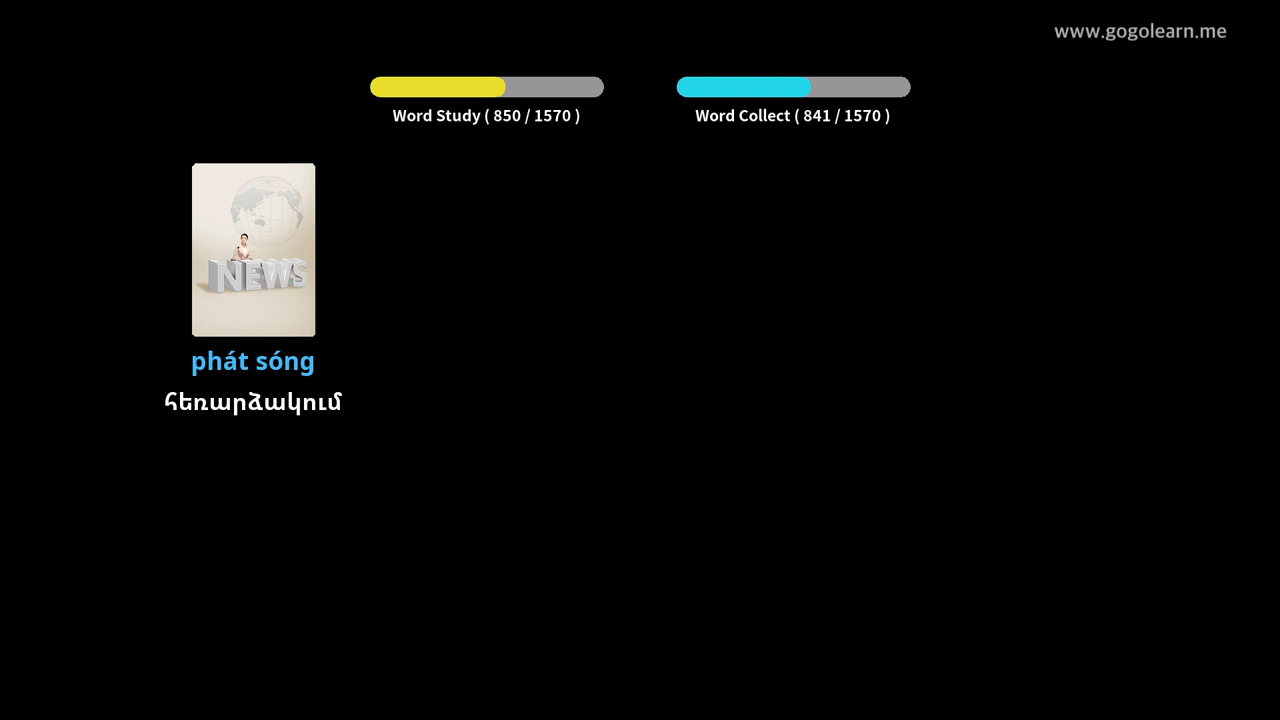 www.gogolearn.me
Word Study ( 850 / 1570 )
Word Collect ( 841 / 1570 )
NEWS
phát sóng
հեռարձակում